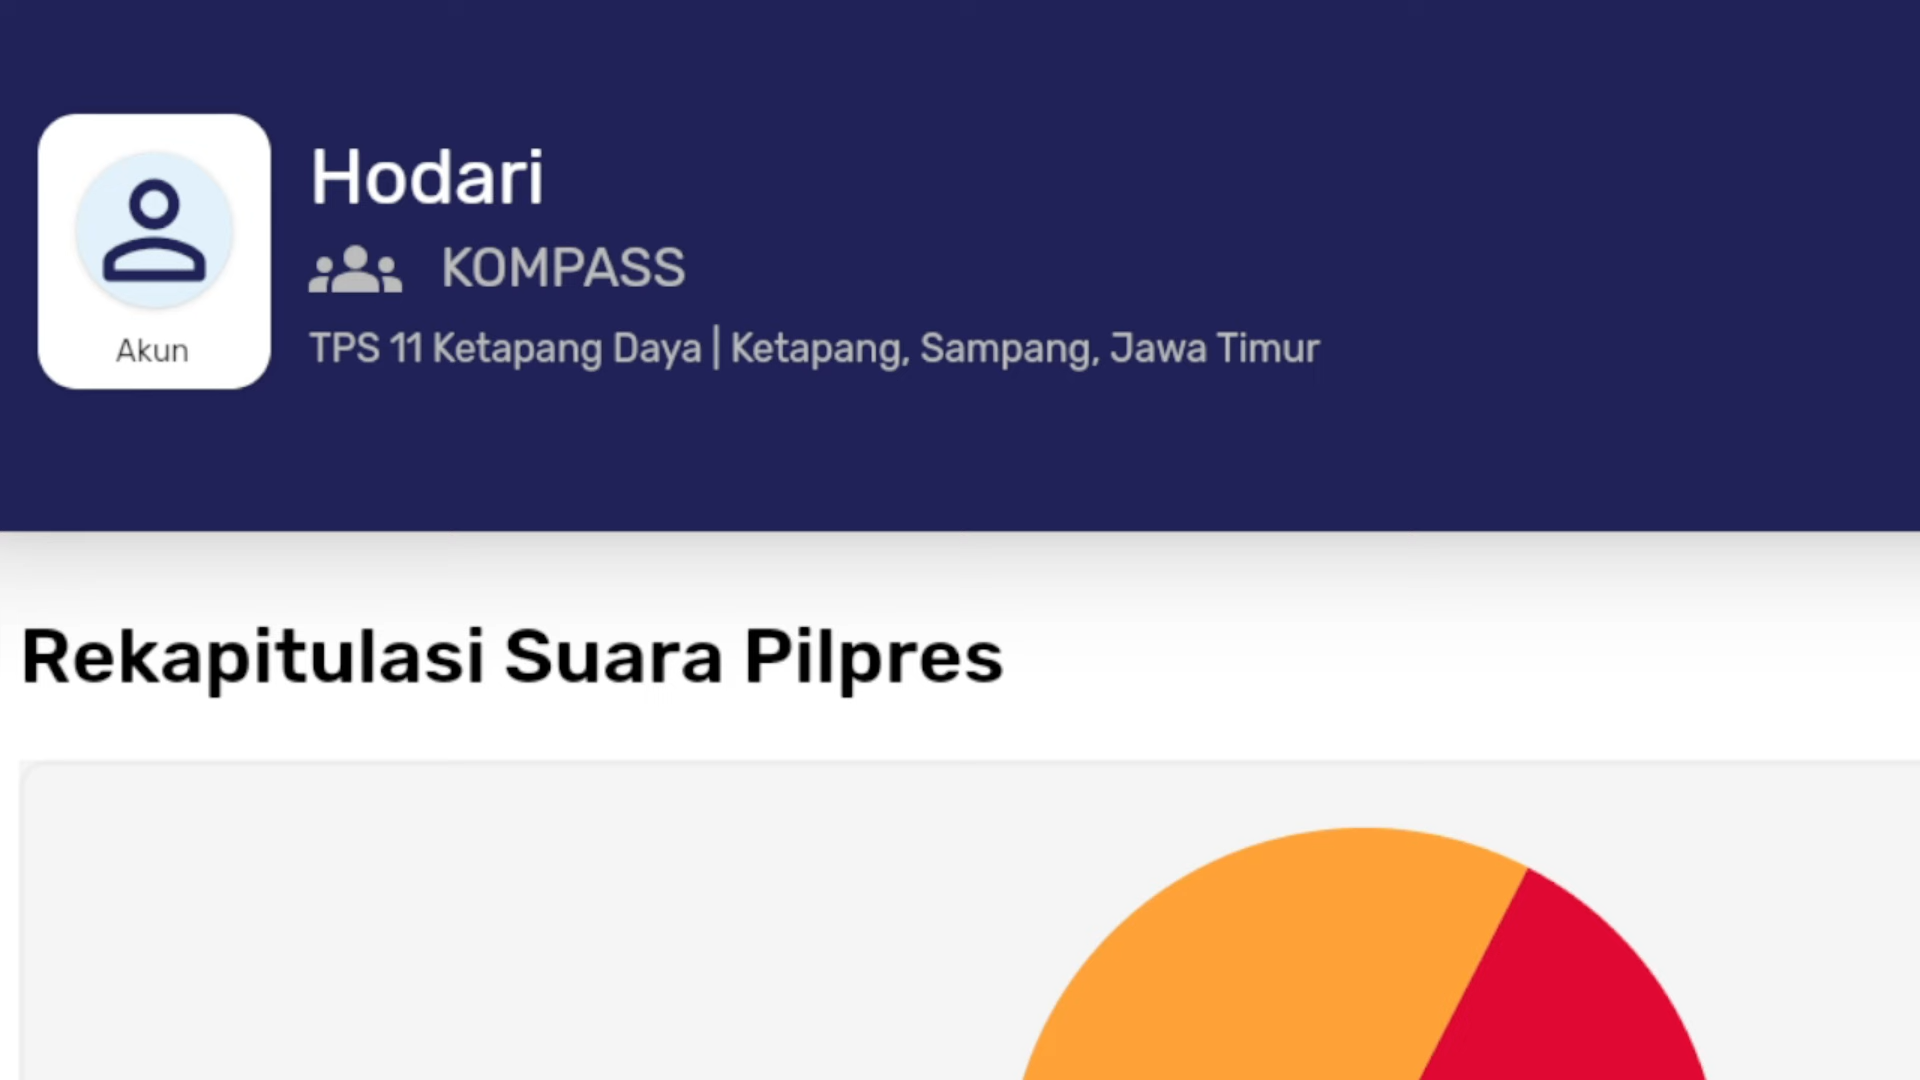 Hodari
KOMPASS
Akun
TPS 11 Ketapang Daya | Ketapang, Sampang, Jawa Timur
Rekapitulasi Suara Pilpres